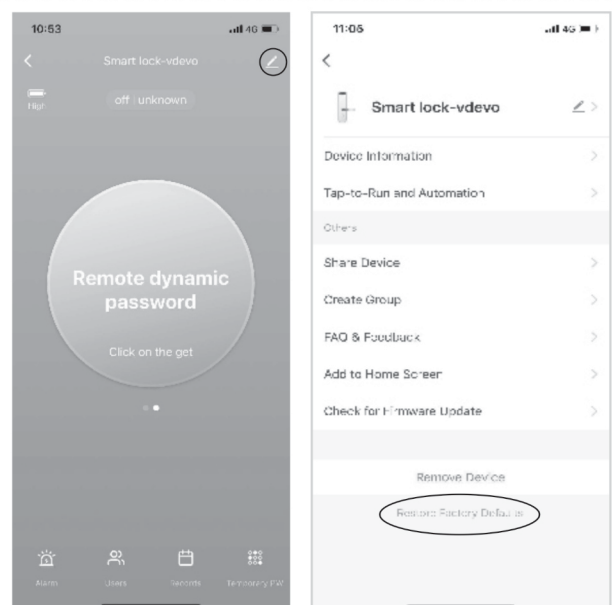 10:53
4G
Smart lock-vdevo
High
off | unknown
Remote dynamic
password
Click on the get
Alarm
Users
Records
Temporary PW
11:05
4G
Smart lock-vdevo
Device Information
Tap-to-Run and Automation
Others
Share Device
Create Group
FAQ & Feedback
Add to Home Screen
Check for Firmware Update
Remove Device
Restore Factory Defaults